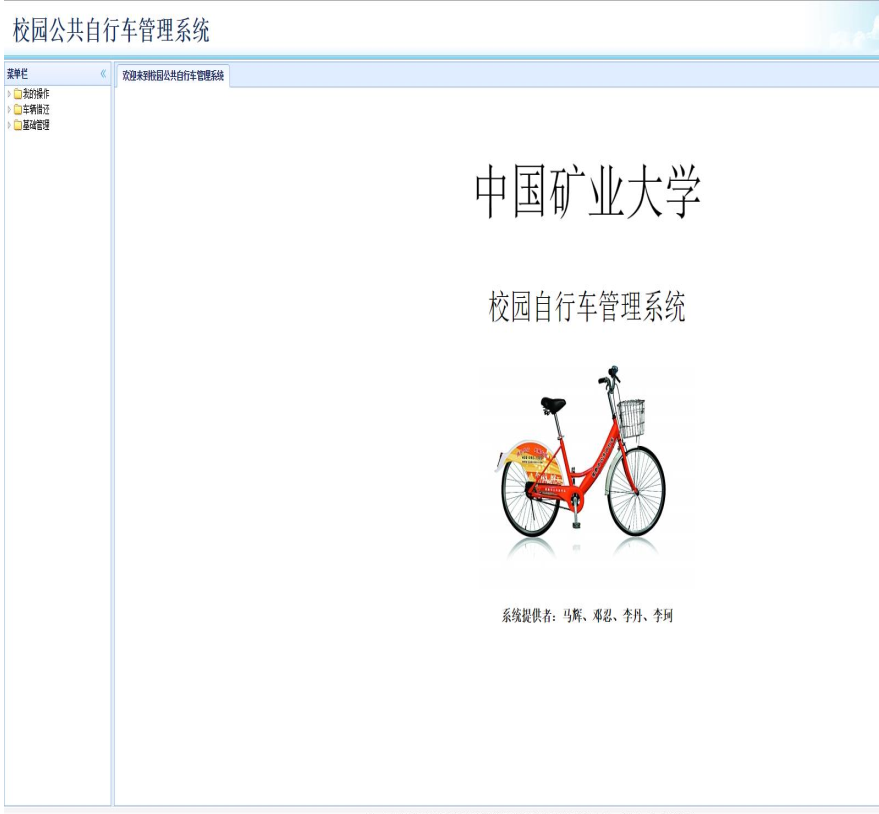 校园公共自行车管理系统
菜单栏
欢迎来到校园公共自行车管理系统
我的操作
车辆借还
基础管理
中国矿业大学
校园自行车管理系统
系统提供者：马辉、邓忍、李丹、李珂